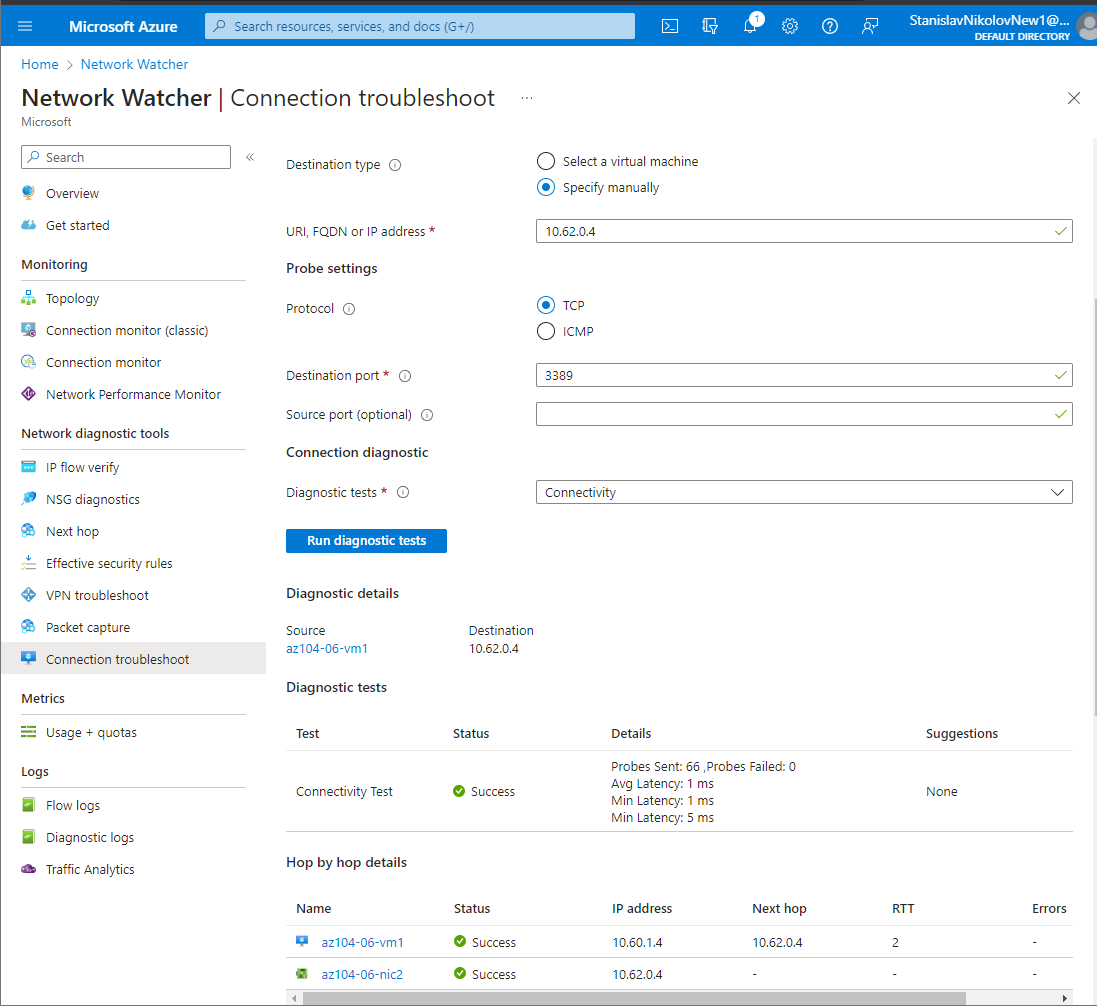 Microsoft Azure
Search resources, services, and docs (G+/)
1
StanislavNikolovNew1@...
DEFAULT DIRECTORY
Home > Network Watcher
Network Watcher | Connection troubleshoot ...
Microsoft
Search
«
Overview
Get started
Monitoring
Topology
Connection monitor (classic)
Connection monitor
Network Performance Monitor
Network diagnostic tools
IP flow verify
NSG diagnostics
Next hop
Effective security rules
VPN troubleshoot
Packet capture
Connection troubleshoot
Metrics
Usage + quotas
Logs
Flow logs
Diagnostic logs
Traffic Analytics
Destination type
Select a virtual machine
Specify manually
URI, FQDN or IP address * 10.62.0.4
Probe settings
Protocol
TCP
ICMP
Destination port * 3389
Source port (optional)
Connection diagnostic
Diagnostic tests * Connectivity
Run diagnostic tests
Diagnostic details
Source Destination
az104-06-vm1 10.62.0.4
Diagnostic tests
Test Status Details Suggestions
Connectivity Test Success
Probes Sent: 66 ,Probes Failed: 0
Avg Latency: 1 ms
Min Latency: 1 ms
Min Latency: 5 ms
None
Hop by hop details
Name Status IP address Next hop RTT Errors
az104-06-vm1 Success 10.60.1.4 10.62.0.4 2 -
az104-06-nic2 Success 10.62.0.4 - - -